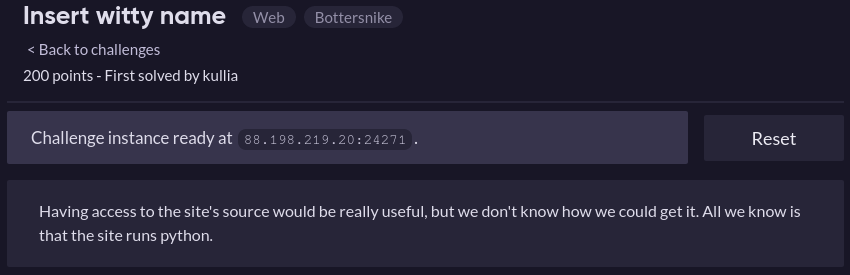 Insert witty name Web Bottersnike
< Back to challenges
200 points - First solved by kullia
Challenge instance ready at 88.198.219.20:24271 . Reset
Having access to the site's source would be really useful, but we don't know how we could get it. All we know is
that the site runs python.